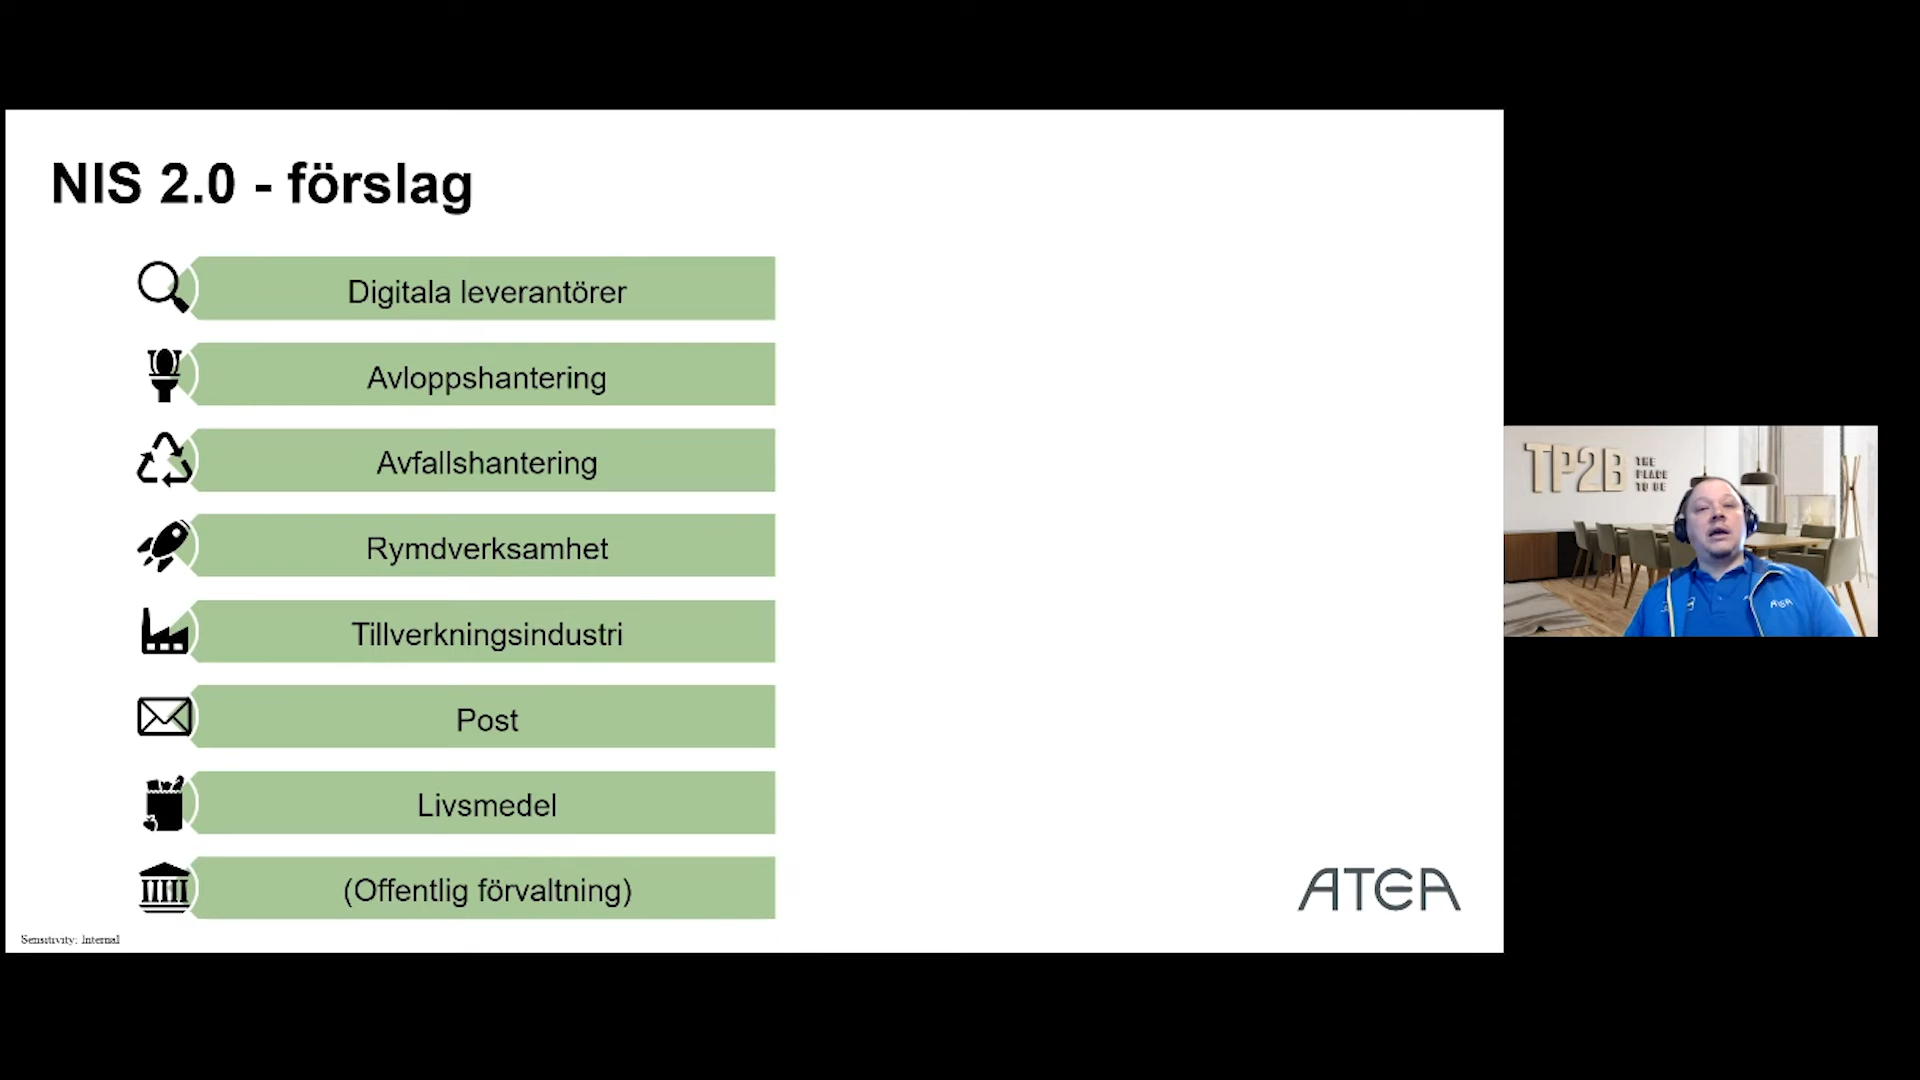 NIS 2.0 - förslag
Digitala leverantörer
Avloppshantering
Avfallshantering
Rymdverksamhet
Tillverkningsindustri
Post
Livsmedel
(Offentlig förvaltning)
ATEA
Sensitivity: Internal
TP2B
THE
PLACE
TO BE
ATEA